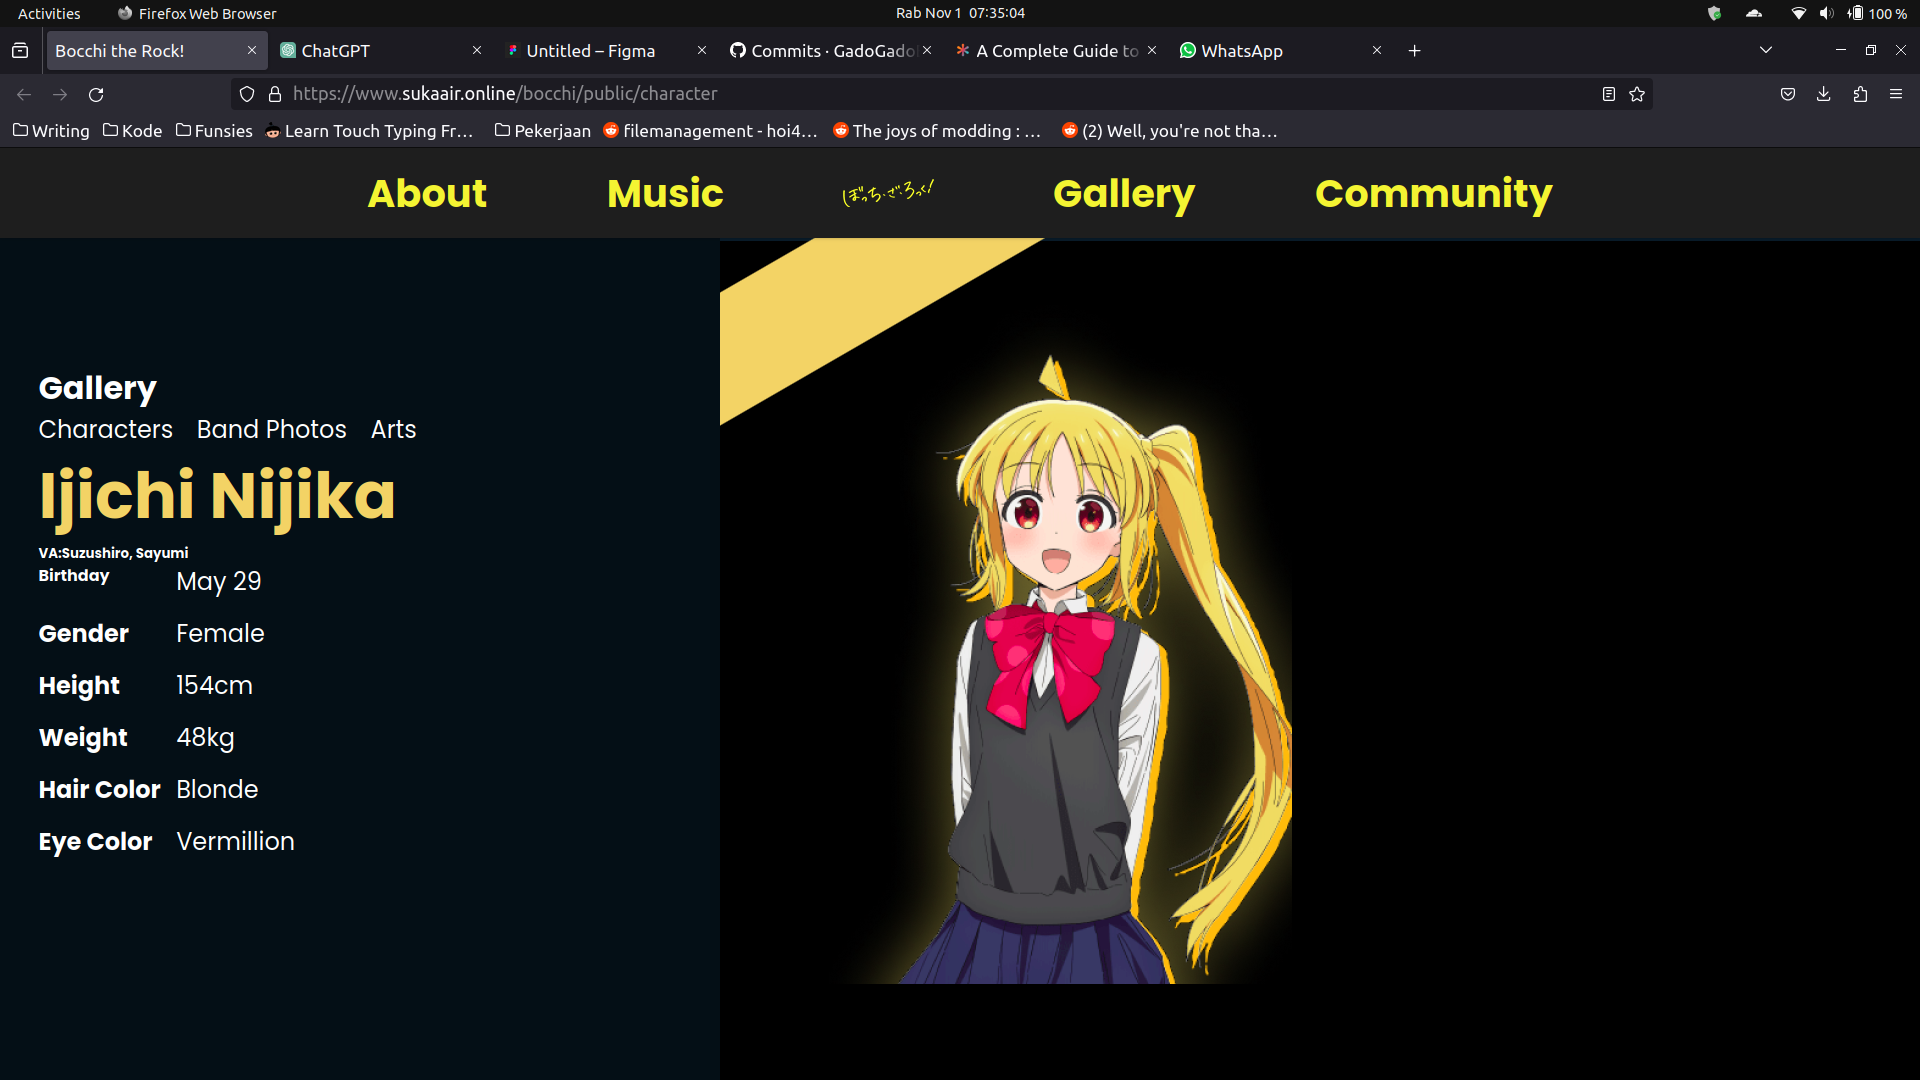 Activities Firefox Web Browser Rab Nov 1 07:35:04 100 %
Bocchi the Rock! ChatGPT Untitled – Figma Commits · GadoGado A Complete Guide to WhatsApp
https://www.sukaair.online/bocchi/public/character
Writing Kode Funsies Learn Touch Typing Fr… Pekerjaan filemanagement - hoi4… The joys of modding : … (2) Well, you're not tha…
About Music ぼっち・ざ・ろっく! Gallery Community
Gallery
Characters Band Photos Arts
Ijichi Nijika
VA:Suzushiro, Sayumi
Birthday May 29
Gender Female
Height 154cm
Weight 48kg
Hair Color Blonde
Eye Color Vermillion